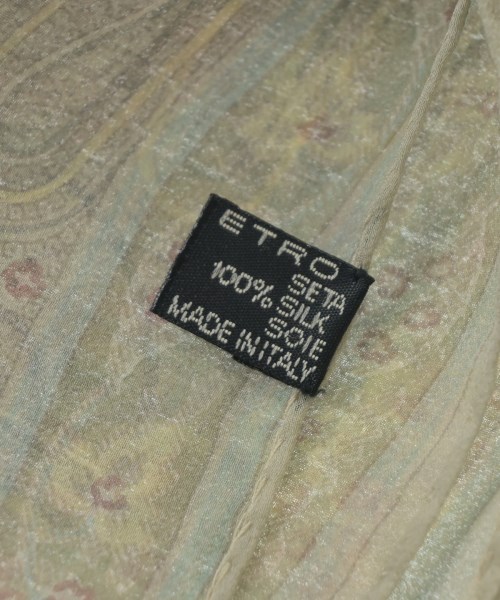 ETRO
SETA
100% SILK
SOIE
MADE IN ITALY